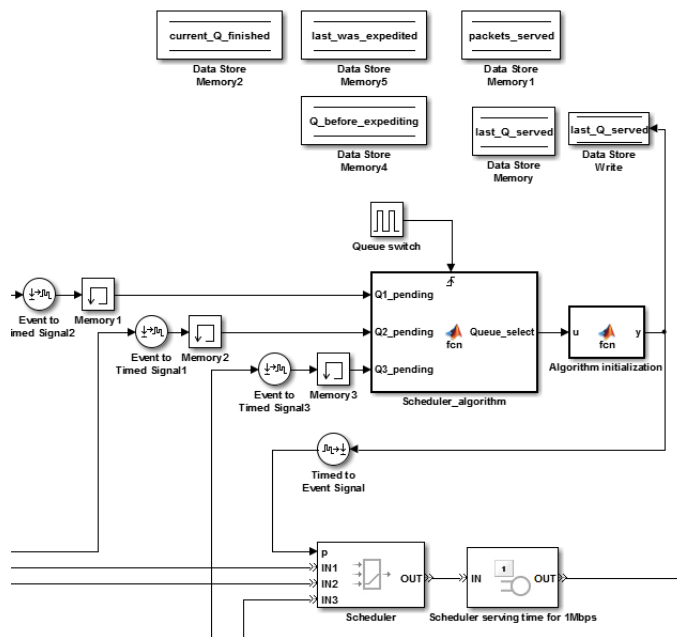 current_Q_finished
last_was_expedited
packets_served
Data Store
Memory2
Data Store
Memory5
Data Store
Memory1
Q_before_expediting
last_Q_served
last_Q_served
Data Store
Memory4
Data Store
Memory
Data Store
Write
Queue switch
Q1_pending
Q2_pending
Q3_pending
fcn
Queue_select
Scheduler_algorithm
u
fcn
y
Algorithm initialization
Event to
imed Signal2
Memory1
Event to
Timed Signal1
Memory2
Event to
Timed Signal3
Memory3
Timed to
Event Signal
p
IN1
IN2
IN3
OUT
Scheduler
IN
1
OUT
Scheduler serving time for 1Mbps